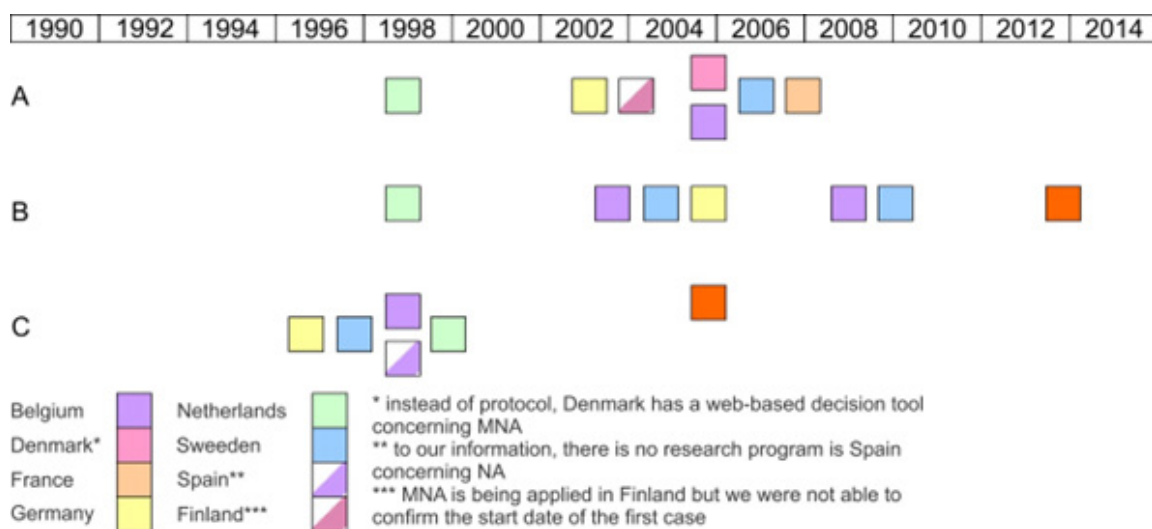 1990 1992 1994 1996 1998 2000 2002 2004 2006 2008 2010 2012 2014
A
B
C
Belgium Netherlands
Denmark* Sweeden
France Spain**
Germany Finland***
* instead of protocol, Denmark has a web-based decision tool
concerning MNA
** to our information, there is no research program is Spain
concerning NA
*** MNA is being applied in Finland but we were not able to
confirm the start date of the first case